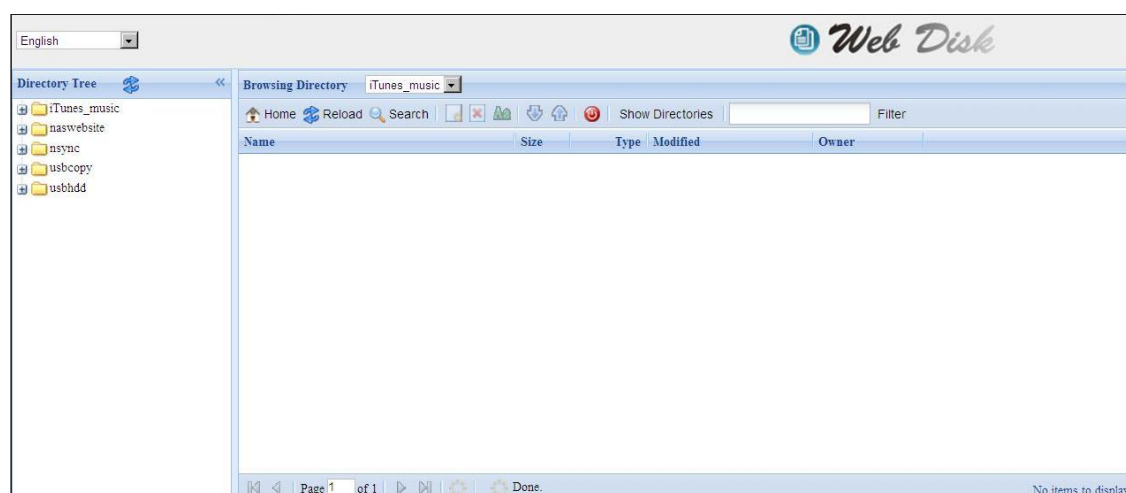 English
Web Disk
Directory Tree
iTunes_music
naswebsite
nsync
usbcopy
usbhdd
Browsing Directory iTunes_music
Home Reload Search Show Directories Filter
Name Size Type Modified Owner
Page 1 of 1 Done. No items to display